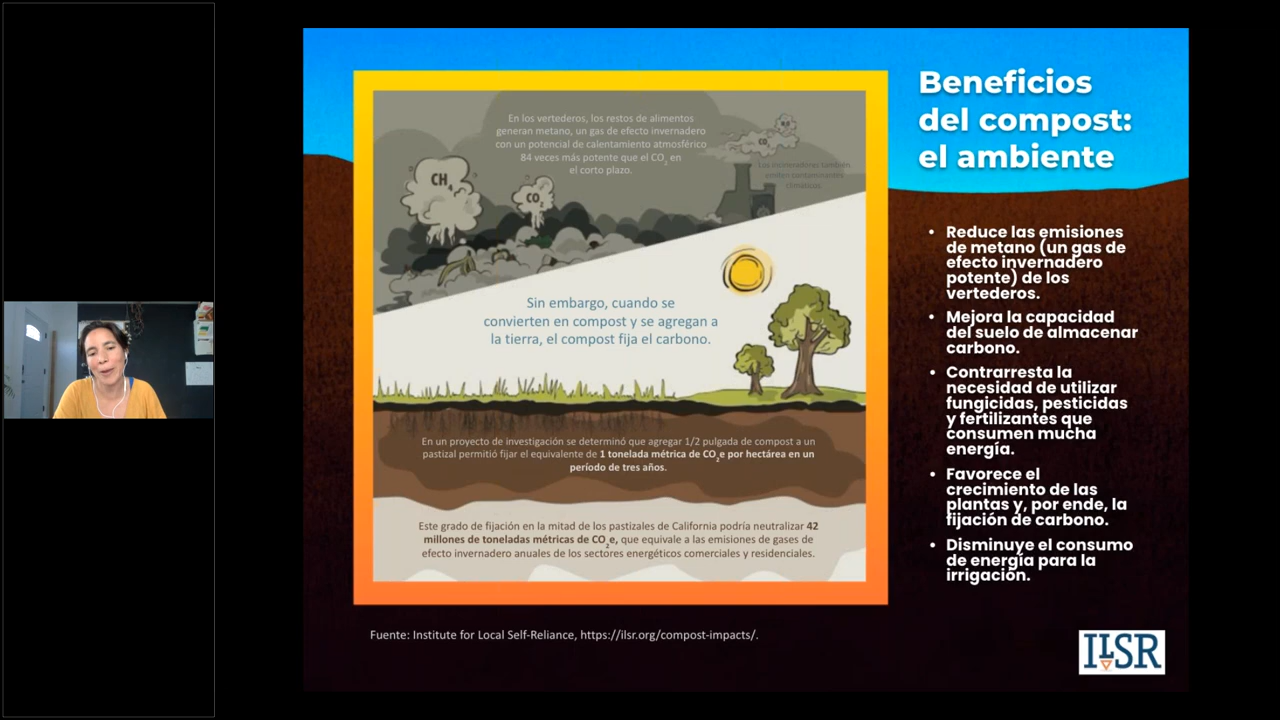 Beneficios
del compost:
el ambiente
En los vertederos, los restos de alimentos
generan metano, un gas de efecto invernadero
con un potencial de calentamiento atmosférico
84 veces más potente que el CO2 en
el corto plazo.
CH4
CO2
CO2
Los incineradores también
emiten contaminantes
climáticos.
Sin embargo, cuando se
convierten en compost y se agregan a
la tierra, el compost fija el carbono.
En un proyecto de investigación se determinó que agregar 1/2 pulgada de compost a un
pastizal permitió fijar el equivalente de 1 tonelada métrica de CO2e por hectárea en un
período de tres años.
Este grado de fijación en la mitad de los pastizales de California podría neutralizar 42
millones de toneladas métricas de CO2e, que equivale a las emisiones de gases de
efecto invernadero anuales de los sectores energéticos comerciales y residenciales.
• Reduce las emisiones
de metano (un gas de
efecto invernadero
potente) de los
vertederos.
• Mejora la capacidad
del suelo de almacenar
carbono.
• Contrarresta la
necesidad de utilizar
fungicidas, pesticidas
y fertilizantes que
consumen mucha
energía.
• Favorece el
crecimiento de las
plantas y, por ende, la
fijación de carbono.
• Disminuye el consumo
de energía para la
irrigación.
Fuente: Institute for Local Self-Reliance, https://ilsr.org/compost-impacts/.
ILSR